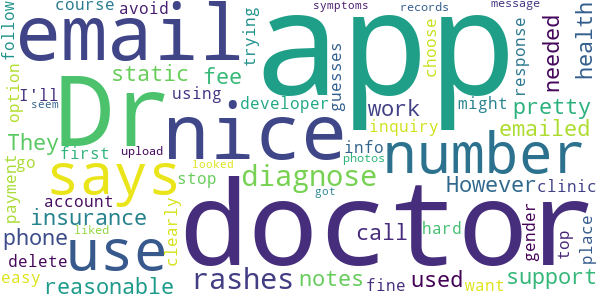 course avoid symptoms records message
follow email app choose response needed health
trying
option static fee guesses
I'll using Dr developer might
nice work pretty
They first inquiry emailed
seem go upload info number
payment says diagnose photos However clinic
account stop looked
insurance clearly doctor call hard gender top place
phone liked got
delete use rashes notes used support
easy fine want
reasonable